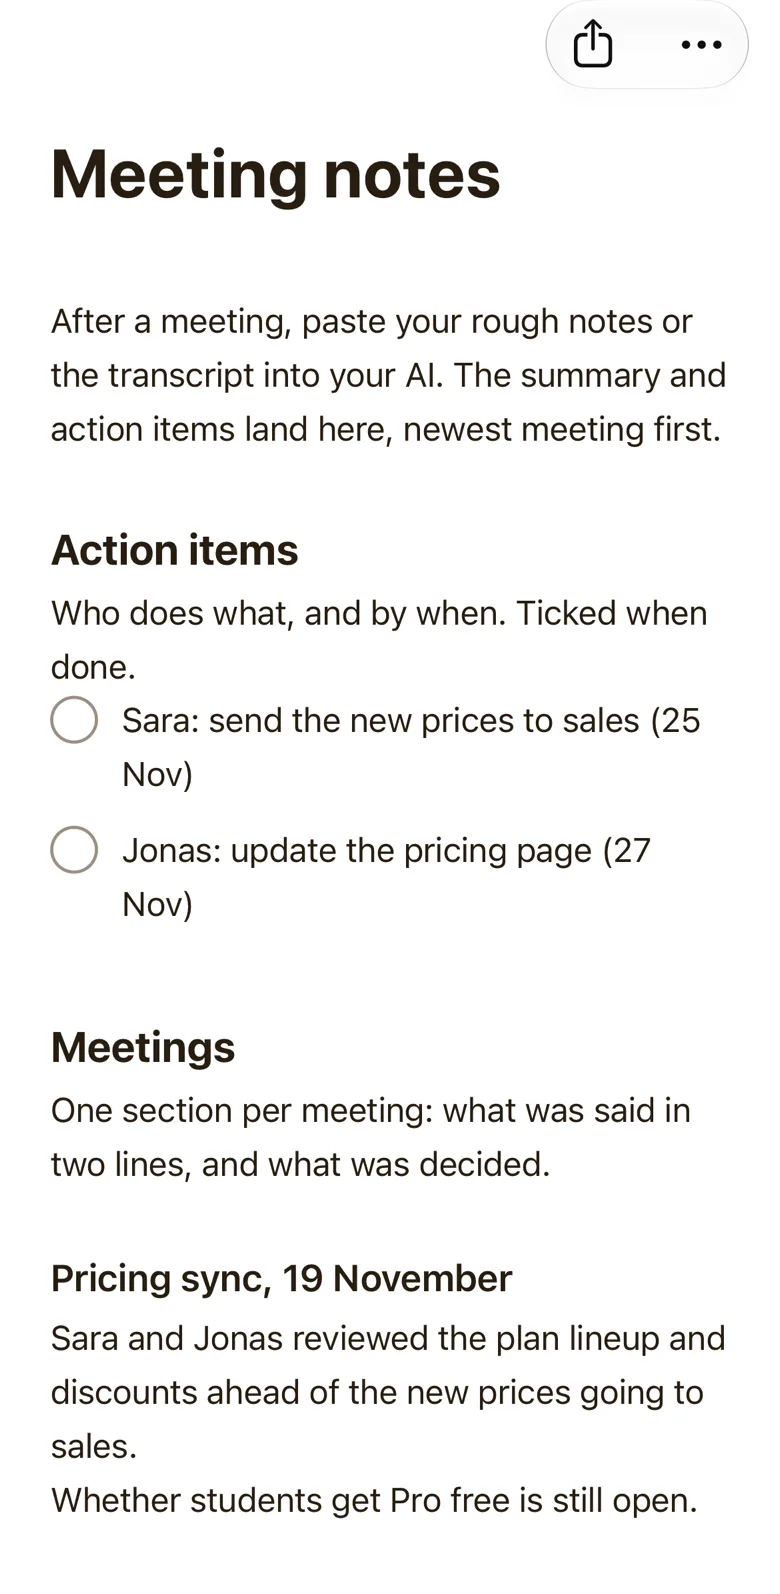 Meeting notes
After a meeting, paste your rough notes or
the transcript into your AI. The summary and
action items land here, newest meeting first.
Action items
Who does what, and by when. Ticked when
done.
Sara: send the new prices to sales (25
Nov)
Jonas: update the pricing page (27
Nov)
Meetings
One section per meeting: what was said in
two lines, and what was decided.
Pricing sync, 19 November
Sara and Jonas reviewed the plan lineup and
discounts ahead of the new prices going to
sales.
Whether students get Pro free is still open.